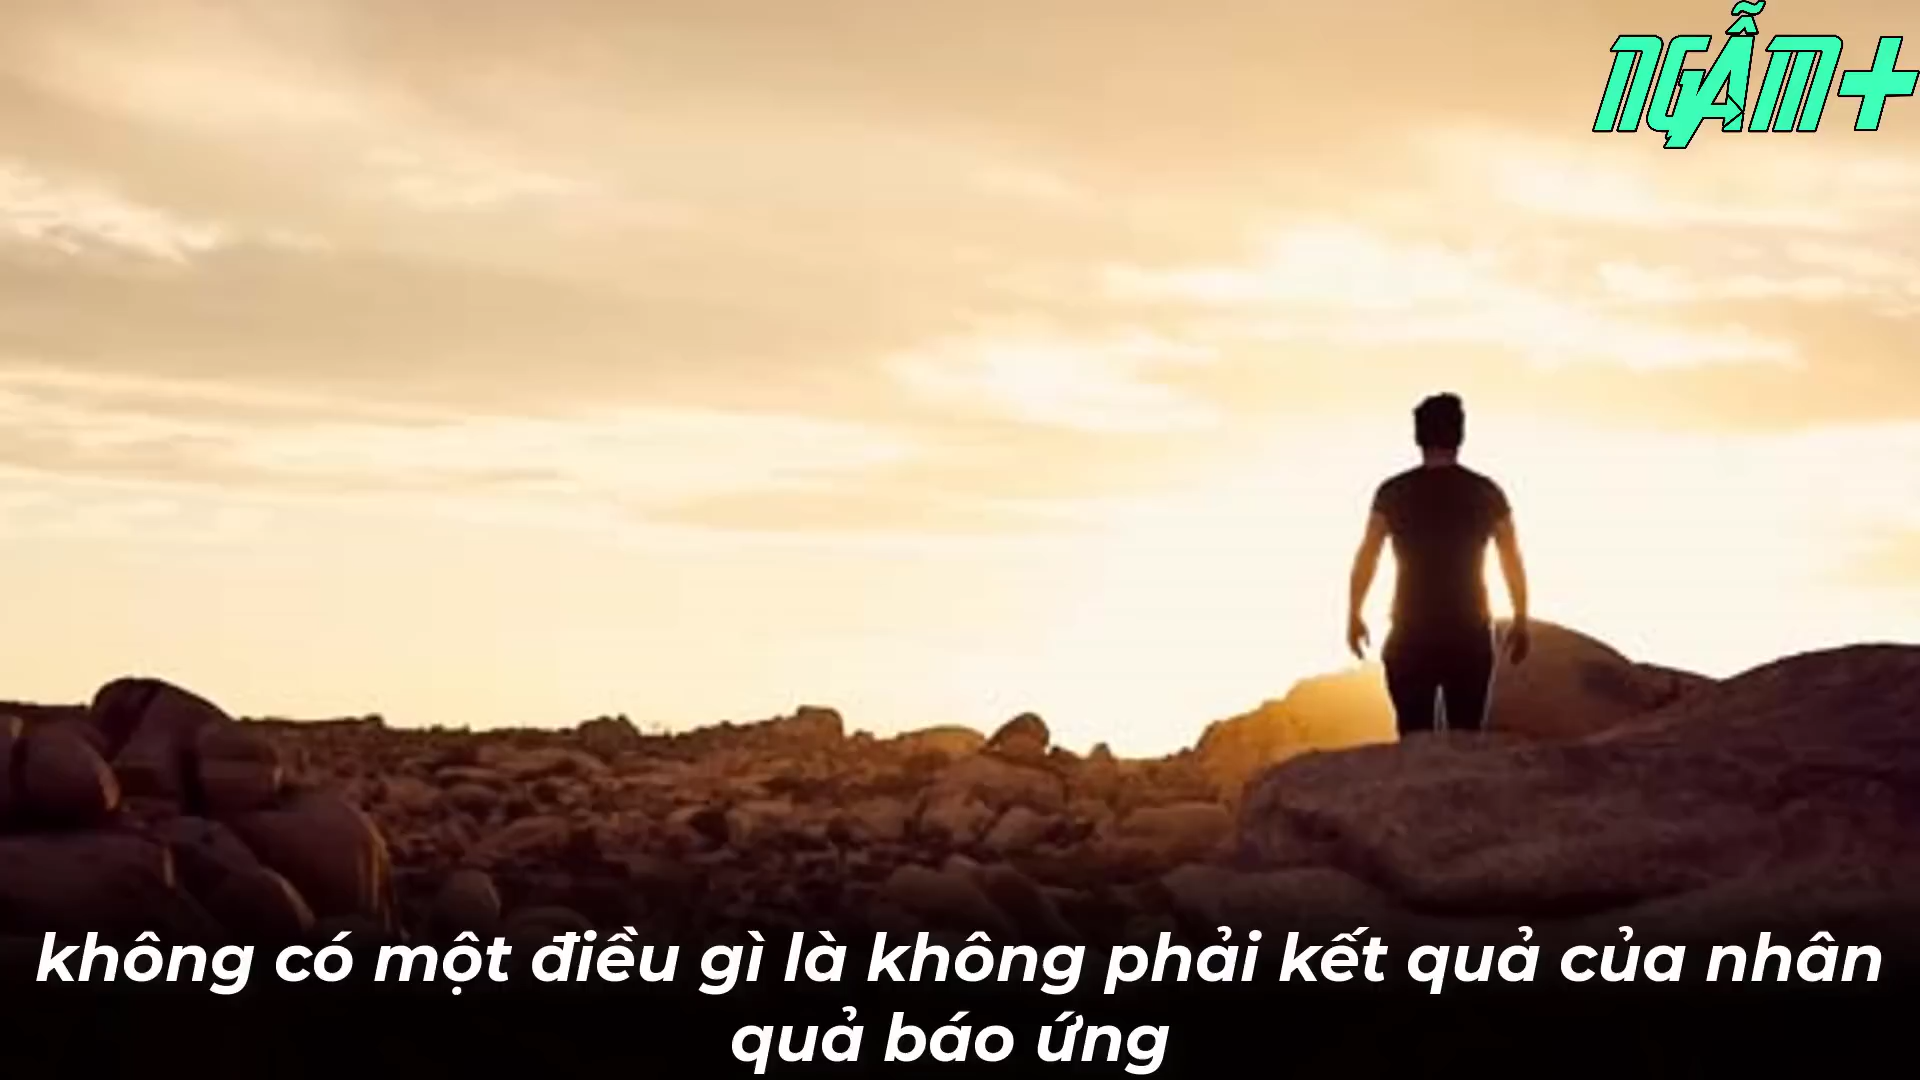 NGẪM+
không có một điều gì là không phải kết quả của nhân
quả báo ứng